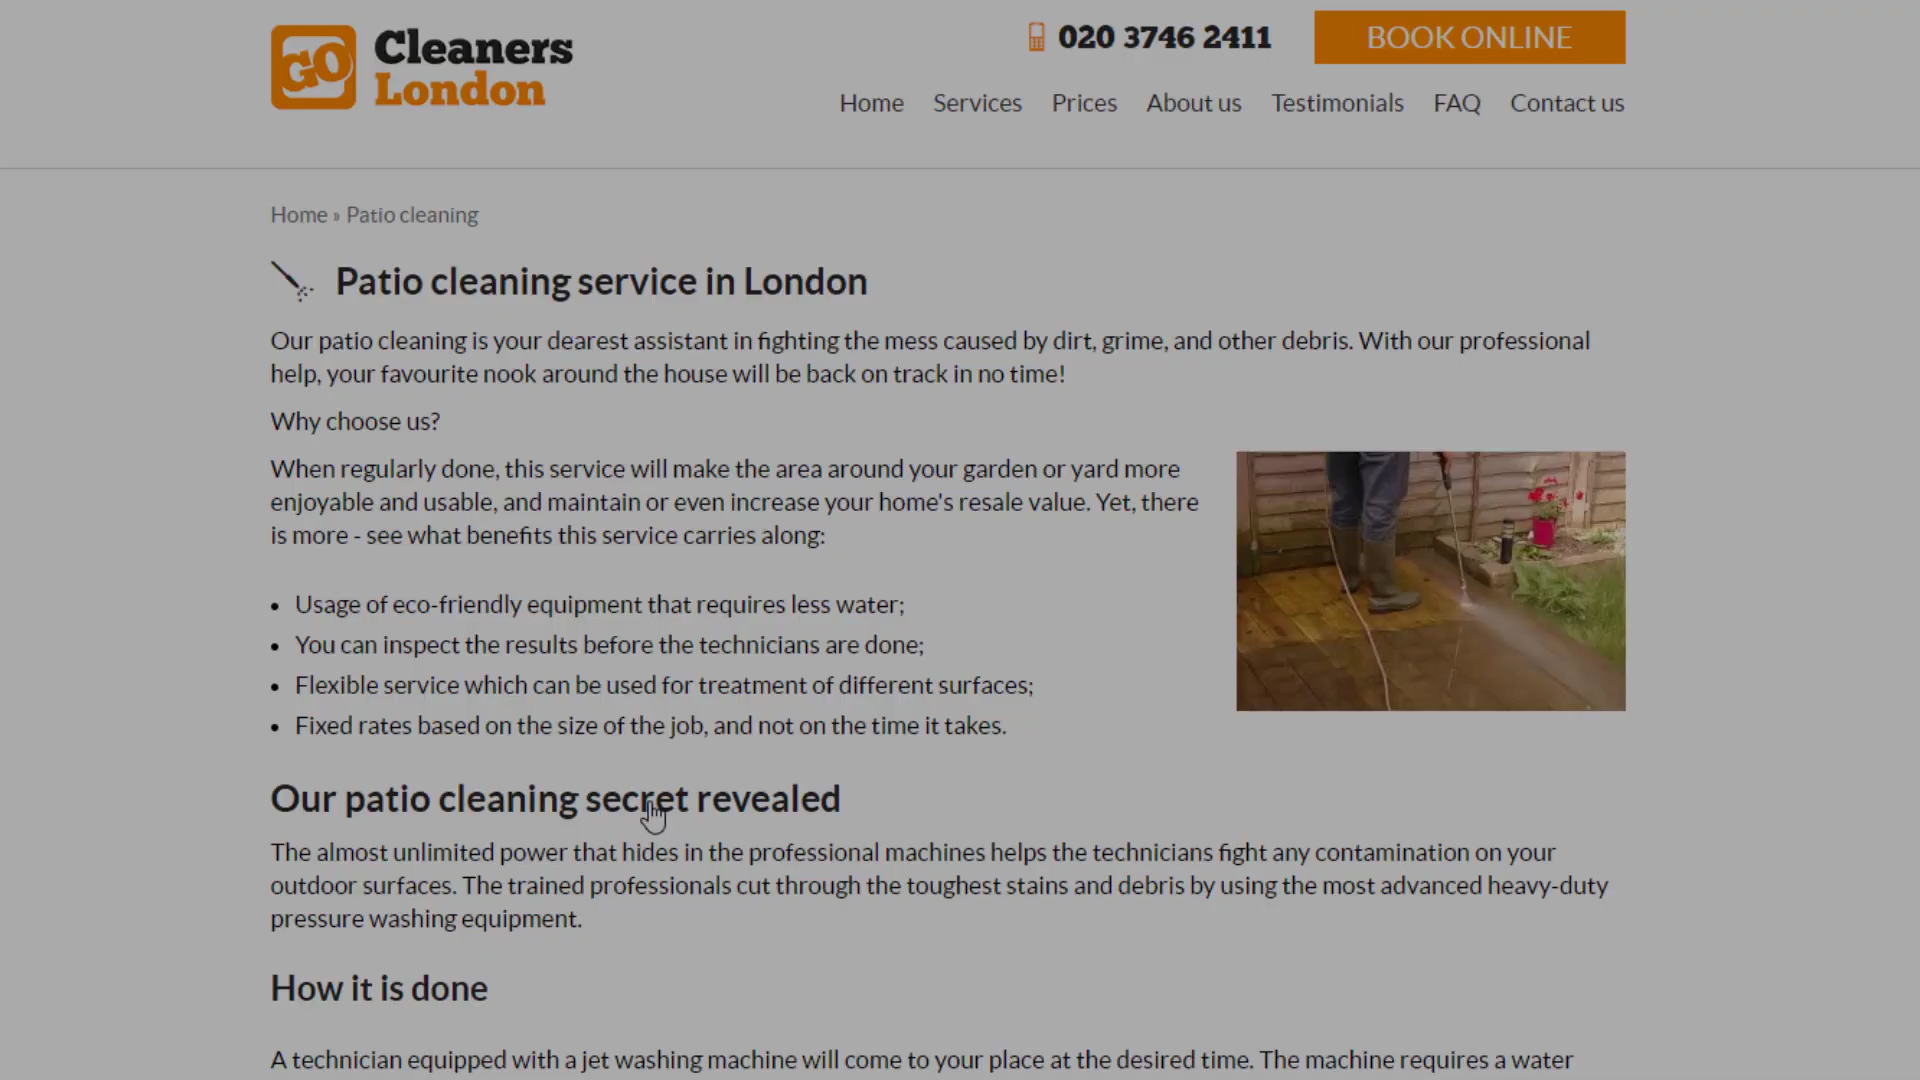 GO Cleaners London
020 3746 2411
BOOK ONLINE
Home Services Prices About us Testimonials FAQ Contact us
Home » Patio cleaning
Patio cleaning service in London
Our patio cleaning is your dearest assistant in fighting the mess caused by dirt, grime, and other debris. With our professional
help, your favourite nook around the house will be back on track in no time!
Why choose us?
When regularly done, this service will make the area around your garden or yard more
enjoyable and usable, and maintain or even increase your home's resale value. Yet, there
is more - see what benefits this service carries along:
• Usage of eco-friendly equipment that requires less water;
• You can inspect the results before the technicians are done;
• Flexible service which can be used for treatment of different surfaces;
• Fixed rates based on the size of the job, and not on the time it takes.
Our patio cleaning secret revealed
The almost unlimited power that hides in the professional machines helps the technicians fight any contamination on your
outdoor surfaces. The trained professionals cut through the toughest stains and debris by using the most advanced heavy-duty
pressure washing equipment.
How it is done
A technician equipped with a jet washing machine will come to your place at the desired time. The machine requires a water